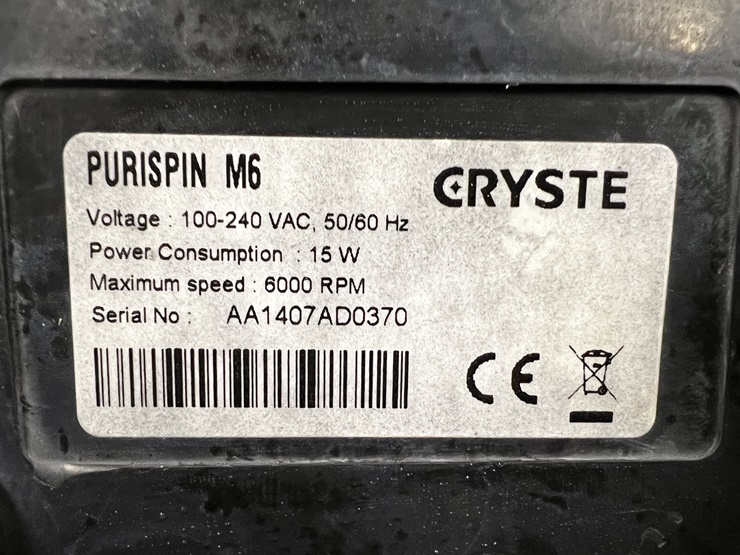 PURISPIN M6
CRYSTE
Voltage : 100-240 VAC, 50/60 Hz
Power Consumption : 15 W
Maximum speed : 6000 RPM
Serial No : AA1407AD0370
CE